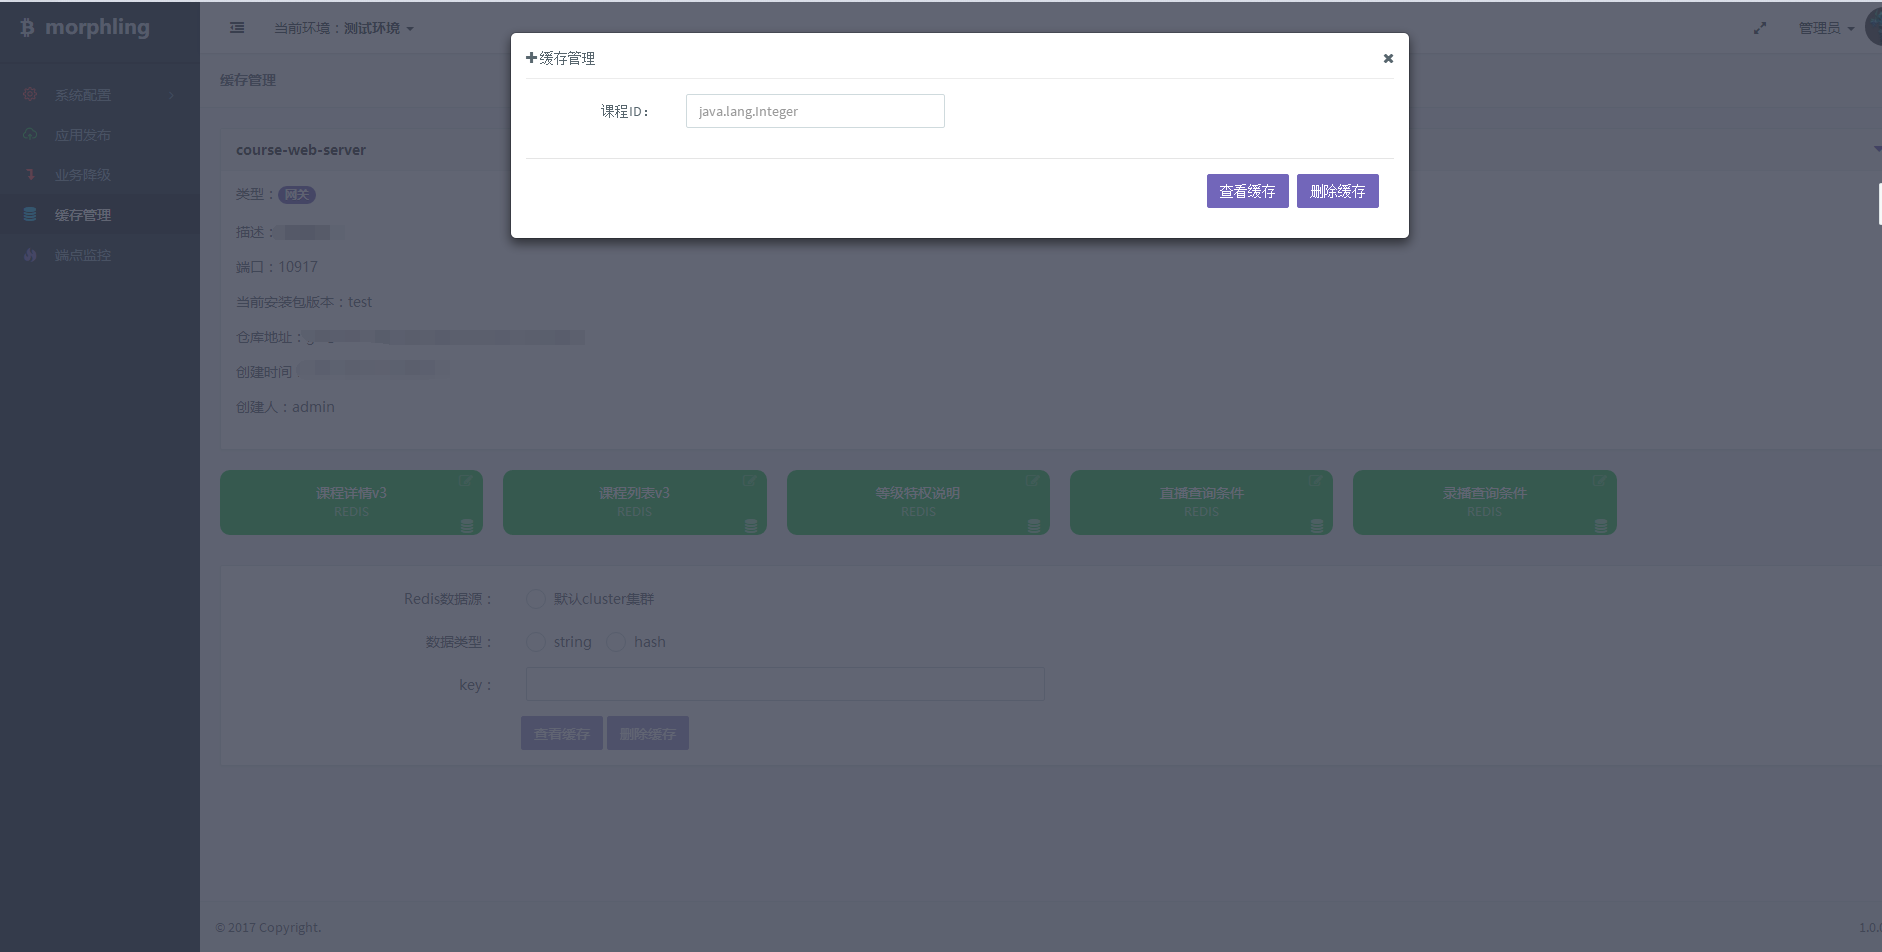 morphling
当前环境：测试环境
管理员
系统配置
应用发布
业务降级
缓存管理
端点监控
缓存管理
course-web-server
类型：网关
描述：
端口：10917
当前安装包版本：test
仓库地址：
创建时间
创建人：admin
缓存管理
课程ID：
java.lang.Integer
查看缓存 删除缓存
课程详情v3
REDIS
课程列表v3
REDIS
等级特权说明
REDIS
直播查询条件
REDIS
录播查询条件
REDIS
Redis数据源： 默认cluster集群
数据类型： string hash
key：
查看缓存 删除缓存
© 2017 Copyright.